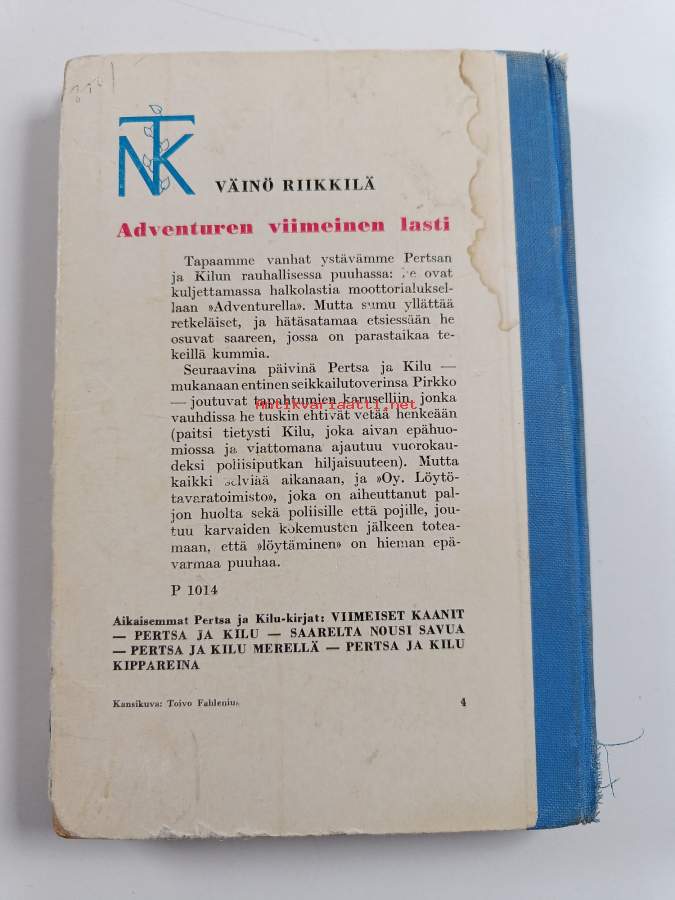 NTK
VÄINÖ RIIKKILÄ
Adventuren viimeinen lasti
Tapaamme vanhat ystävämme Pertsan
ja Kilun rauhallisessa puuhassa: he ovat
kuljettamassa halkolastia moottorialuksel-
laan »Adventurella». Mutta sumu yllättää
retkeläiset, ja hätäsatamaa etsiessään he
osuvat saareen, jossa on parastaikaa te-
keillä kummia.
Seuraavina päivinä Pertsa ja Kilu —
mukanaan entinen seikkailutoverinsa Pirkko
— joutuvat tapahtumien karuselliin, jonka
Antikvariaatti.net
vauhdissa he tuskin ehtivät vetää henkeään
(paitsi tietysti Kilu, joka aivan epähuo-
miossa ja viattomana ajautuu vuorokau-
deksi poliisiputkan hiljaisuuteen). Mutta
kaikki selviää aikanaan, ja »Oy. Löytö-
tavaratoimisto», joka on aiheuttanut pal-
jon huolta sekä poliisille että pojille, jou-
tuu karvaiden kokemusten jälkeen totea-
maan, että »löytäminen» on hieman epä-
varmaa puuhaa.
P 1014
Aikaisemmat Pertsa ja Kilu-kirjat: VIIMEISET KAANIT
— PERTSA JA KILU — SAARELTA NOUSI SAVUA
— PERTSA JA KILU MERELLÄ — PERTSA JA KILU
KIPPAREINA
Kansikuva: Toivo Fahlenius 4